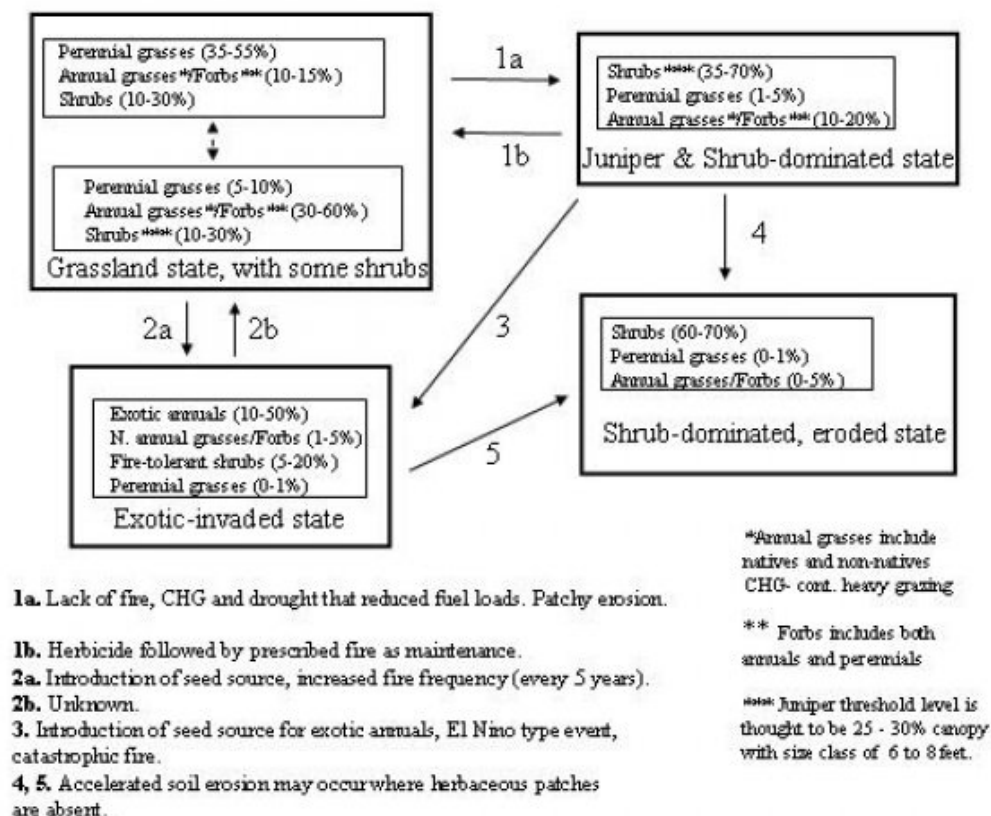 Perennial grasses (35-55%)
Annual grasses*/Forbs*** (10-15%)
Shrubs (10-30%)
Perennial grasses (5-10%)
Annual grasses*/Forbs*** (30-60%)
Shrubs**** (10-30%)
Grassland state, with some shrubs
1a
1b
Shrubs**** (35-70%)
Perennial grasses (1-5%)
Annual grasses*/Forbs*** (10-20%)
Juniper & Shrub-dominated state
2a
2b
3
4
Exotic annuals (10-50%)
N. annual grasses/Forbs (1-5%)
Fire-tolerant shrubs (5-20%)
Perennial grasses (0-1%)
Exotic-invaded state
5
Shrubs (60-70%)
Perennial grasses (0-1%)
Annual grasses/Forbs (0-5%)
Shrub-dominated, eroded state
1a. Lack of fire, CHG and drought that reduced fuel loads. Patchy erosion.
1b. Herbicide followed by prescribed fire as maintenance.
2a. Introduction of seed source, increased fire frequency (every 5 years).
2b. Unknown.
3. Introduction of seed source for exotic annuals, El Nino type event,
catastrophic fire.
4, 5. Accelerated soil erosion may occur where herbaceous patches
are absent.
*Annual grasses include
natives and non-natives
CHG- cont. heavy grazing
** Forbs includes both
annuals and perennials
**** Juniper threshold level is
thought to be 25 - 30% canopy
with size class of 6 to 8 feet.